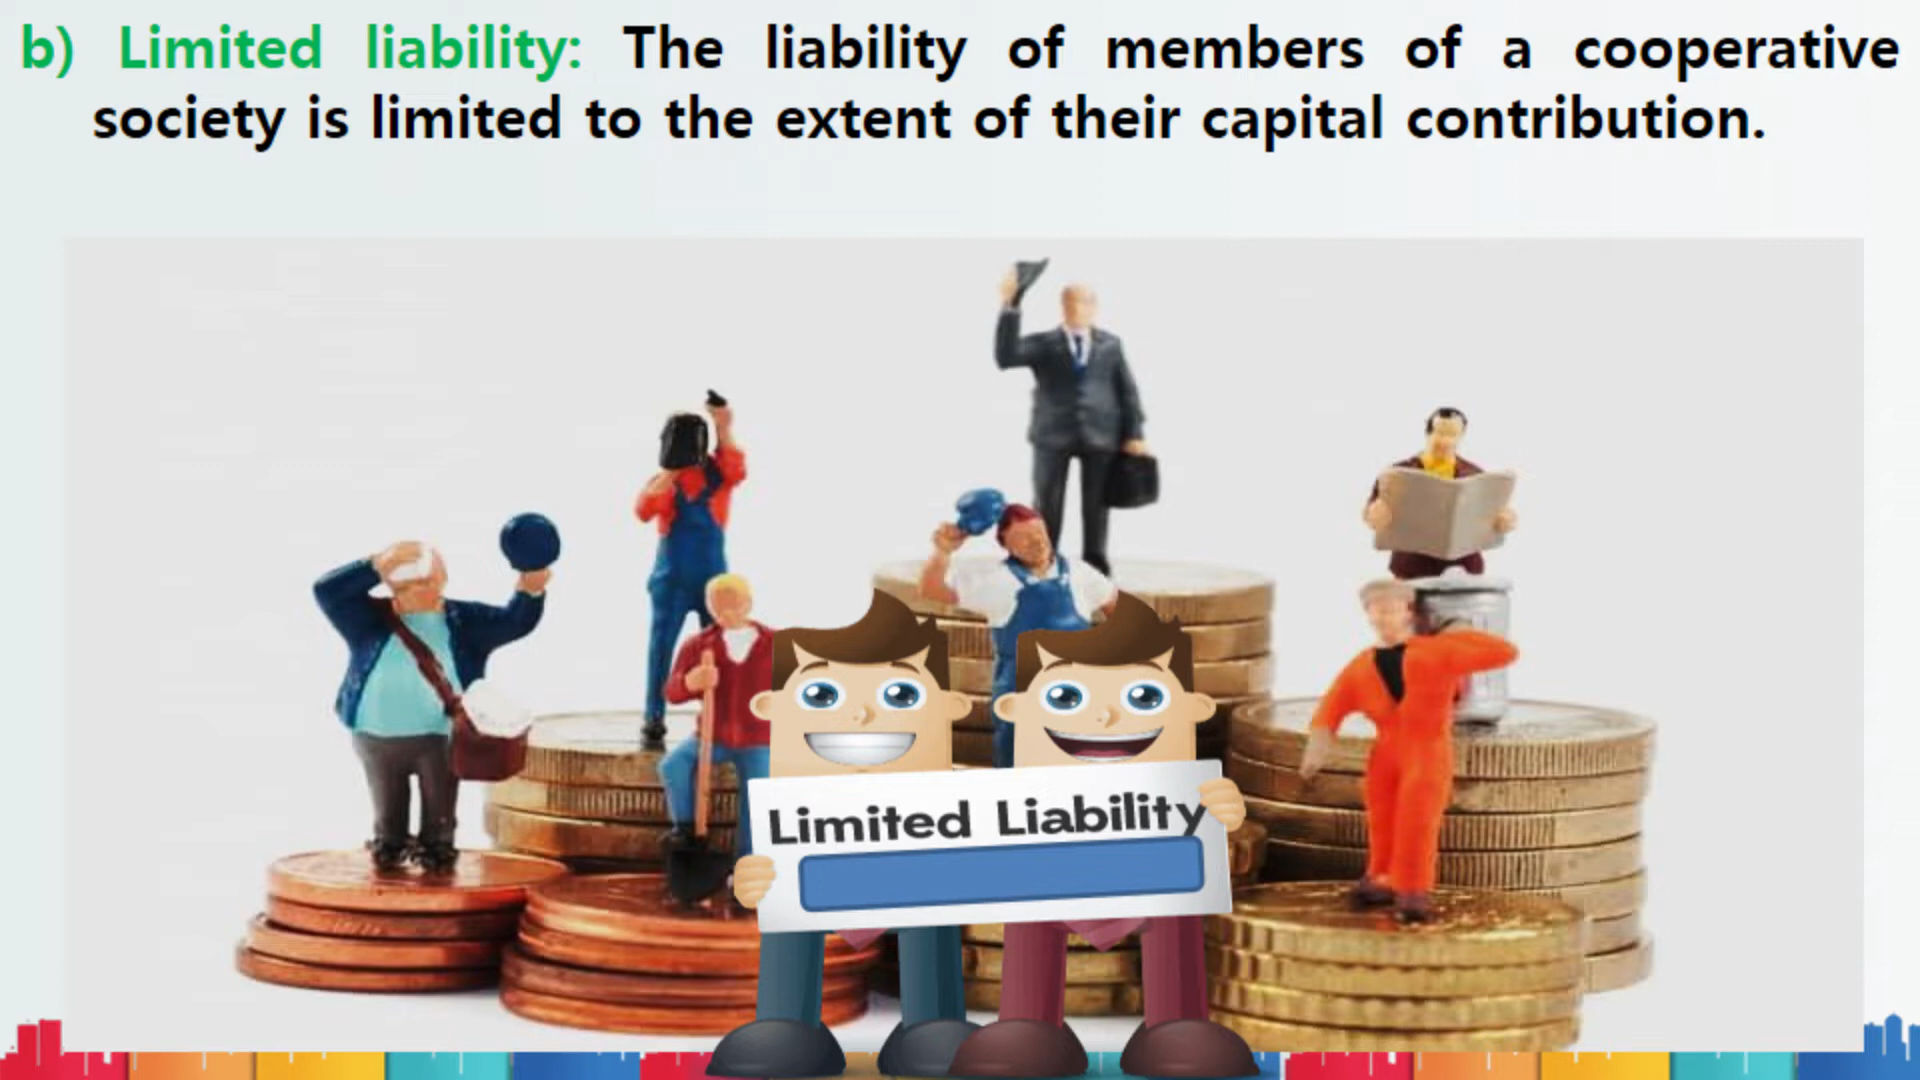 b) Limited liability: The liability of members of a cooperative
society is limited to the extent of their capital contribution.
Limited Liability